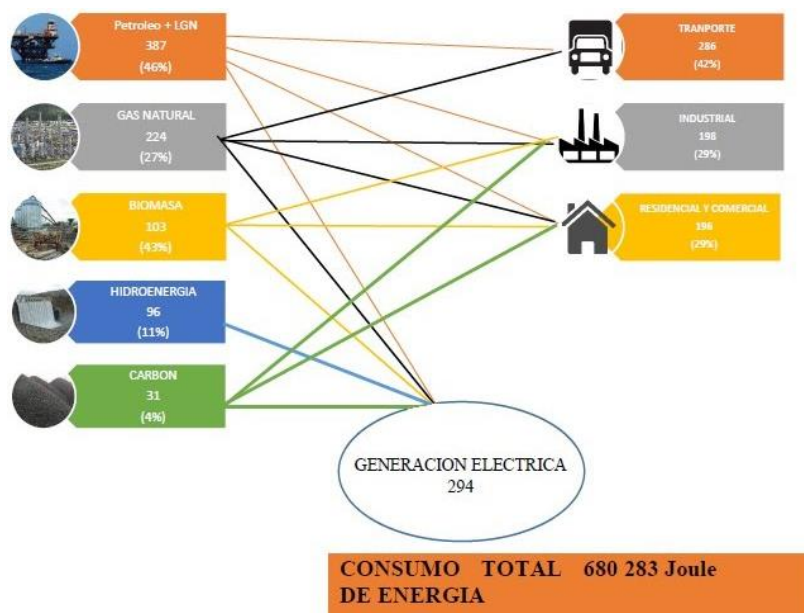 Petroleo + LGN
387
(46%)
GAS NATURAL
224
(27%)
BIOMASA
103
(43%)
HIDROENERGIA
96
(11%)
CARBON
31
(4%)
TRANPORTE
286
(42%)
INDUSTRIAL
198
(29%)
RESIDENCIAL Y COMERCIAL
196
(29%)
GENERACION ELECTRICA
294
CONSUMO TOTAL 680 283 Joule
DE ENERGIA